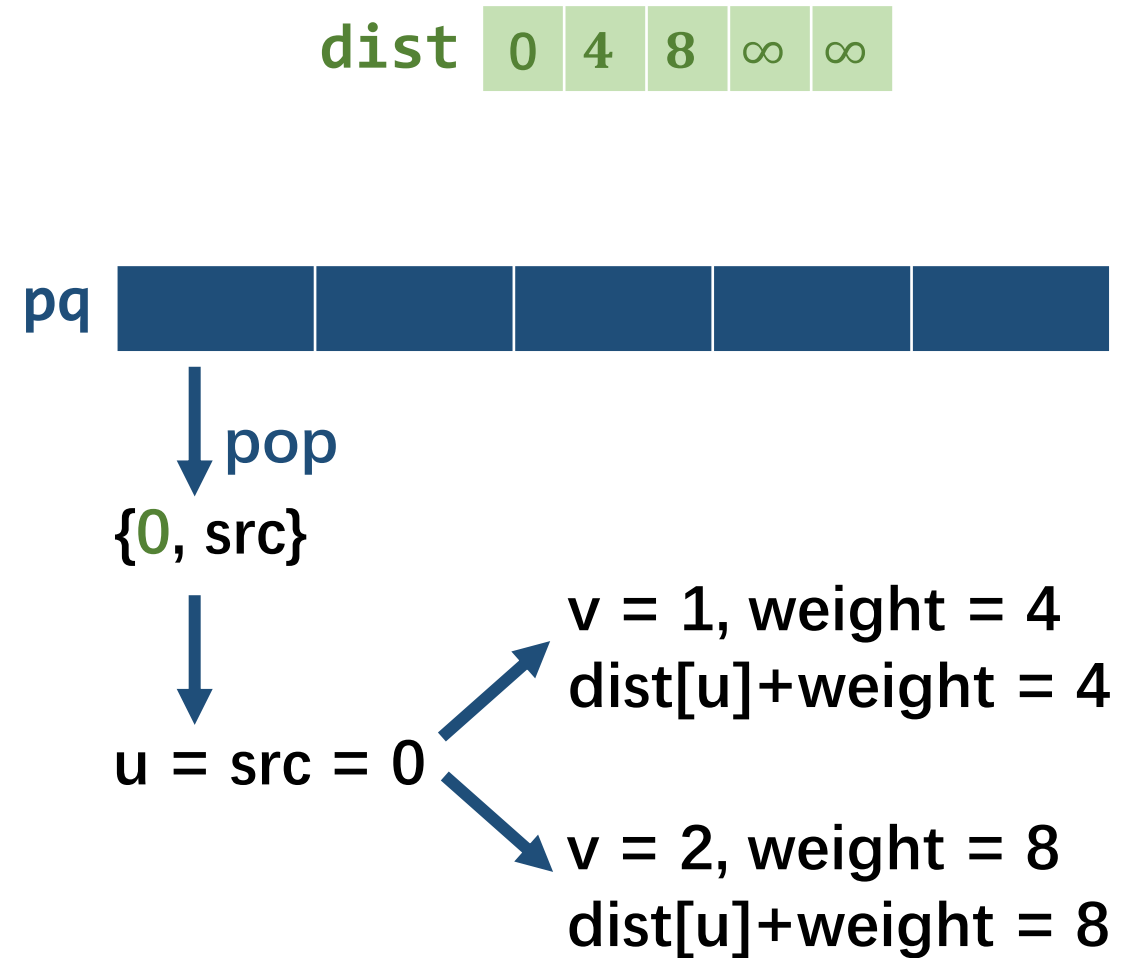 dist 0 4 8 ∞ ∞
pq
pop
{0, src}
v = 1, weight = 4
dist[u]+weight = 4
u = src = 0
v = 2, weight = 8
dist[u]+weight = 8